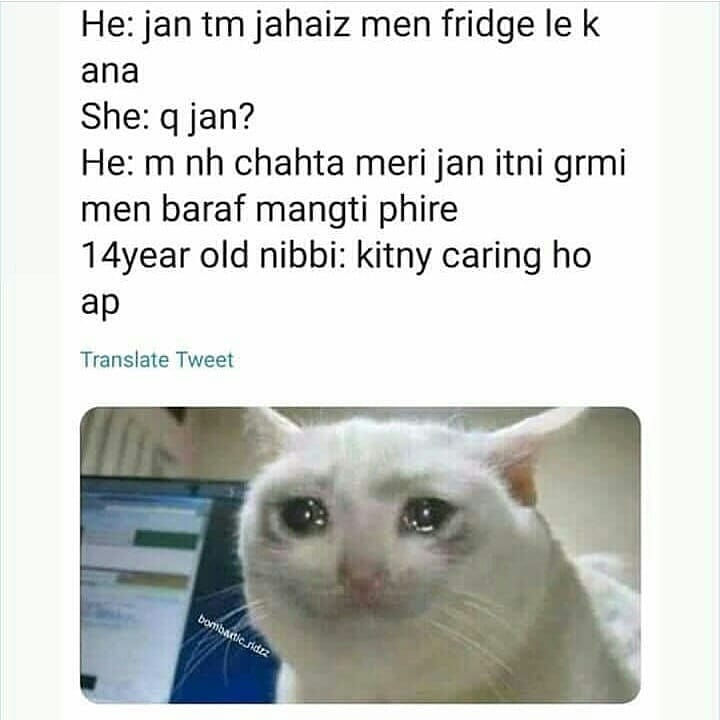 He: jan tm jahaiz men fridge le k
ana
She: q jan?
He: m nh chahta meri jan itni grmi
men baraf mangti phire
14year old nibbi: kitny caring ho
ap
Translate Tweet
bombastic_ridzz